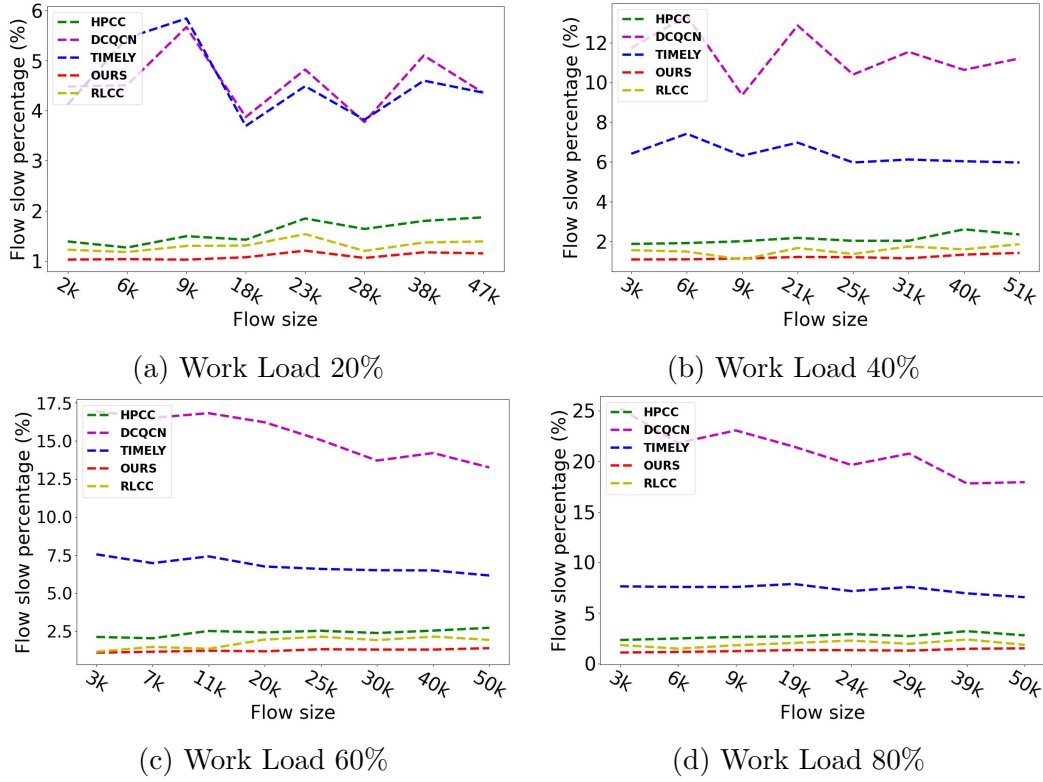 Flow slow percentage (%)
6
5
4
3
2
1
HPCC
DCQCN
TIMELY
OURS
RLCC
2k 6k 9k 18k 23k 28k 38k 47k
Flow size
(a) Work Load 20%
Flow slow percentage (%)
12
10
8
6
4
2
HPCC
DCQCN
TIMELY
OURS
RLCC
3k 6k 9k 21k 25k 31k 40k 51k
Flow size
(b) Work Load 40%
Flow slow percentage (%)
17.5
15.0
12.5
10.0
7.5
5.0
2.5
HPCC
DCQCN
TIMELY
OURS
RLCC
3k 7k 11k 20k 25k 30k 40k 50k
Flow size
(c) Work Load 60%
Flow slow percentage (%)
25
20
15
10
5
0
HPCC
DCQCN
TIMELY
OURS
RLCC
3k 6k 9k 19k 24k 29k 39k 50k
Flow size
(d) Work Load 80%